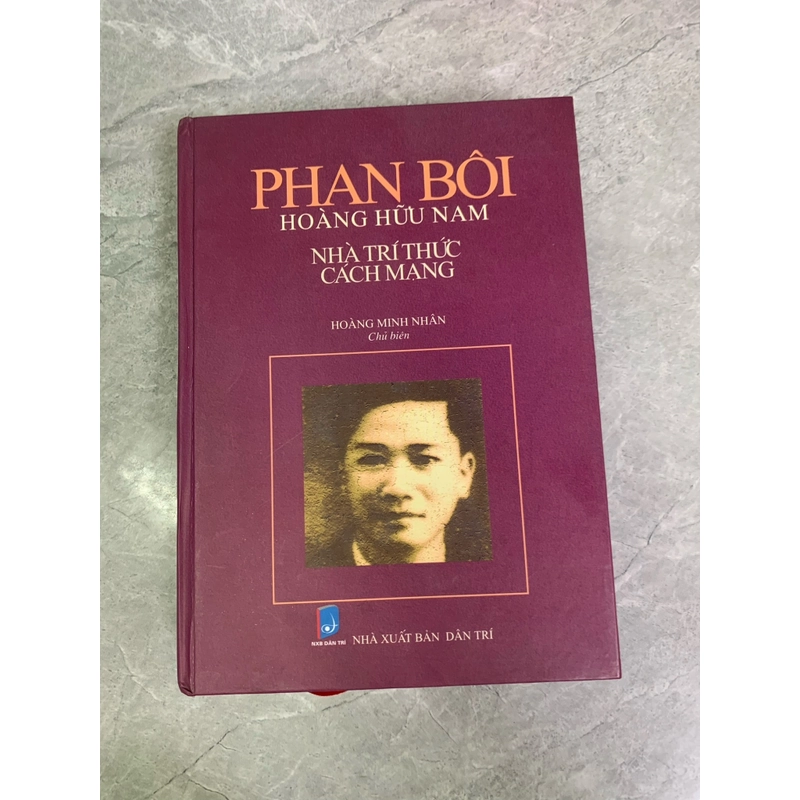 PHAN BÔI
HOÀNG HỮU NAM
NHÀ TRÍ THỨC
CÁCH MẠNG
HOÀNG MINH NHÂN
Chủ biên
NXB DÂN TRÍ
NHÀ XUẤT BẢN DÂN TRÍ